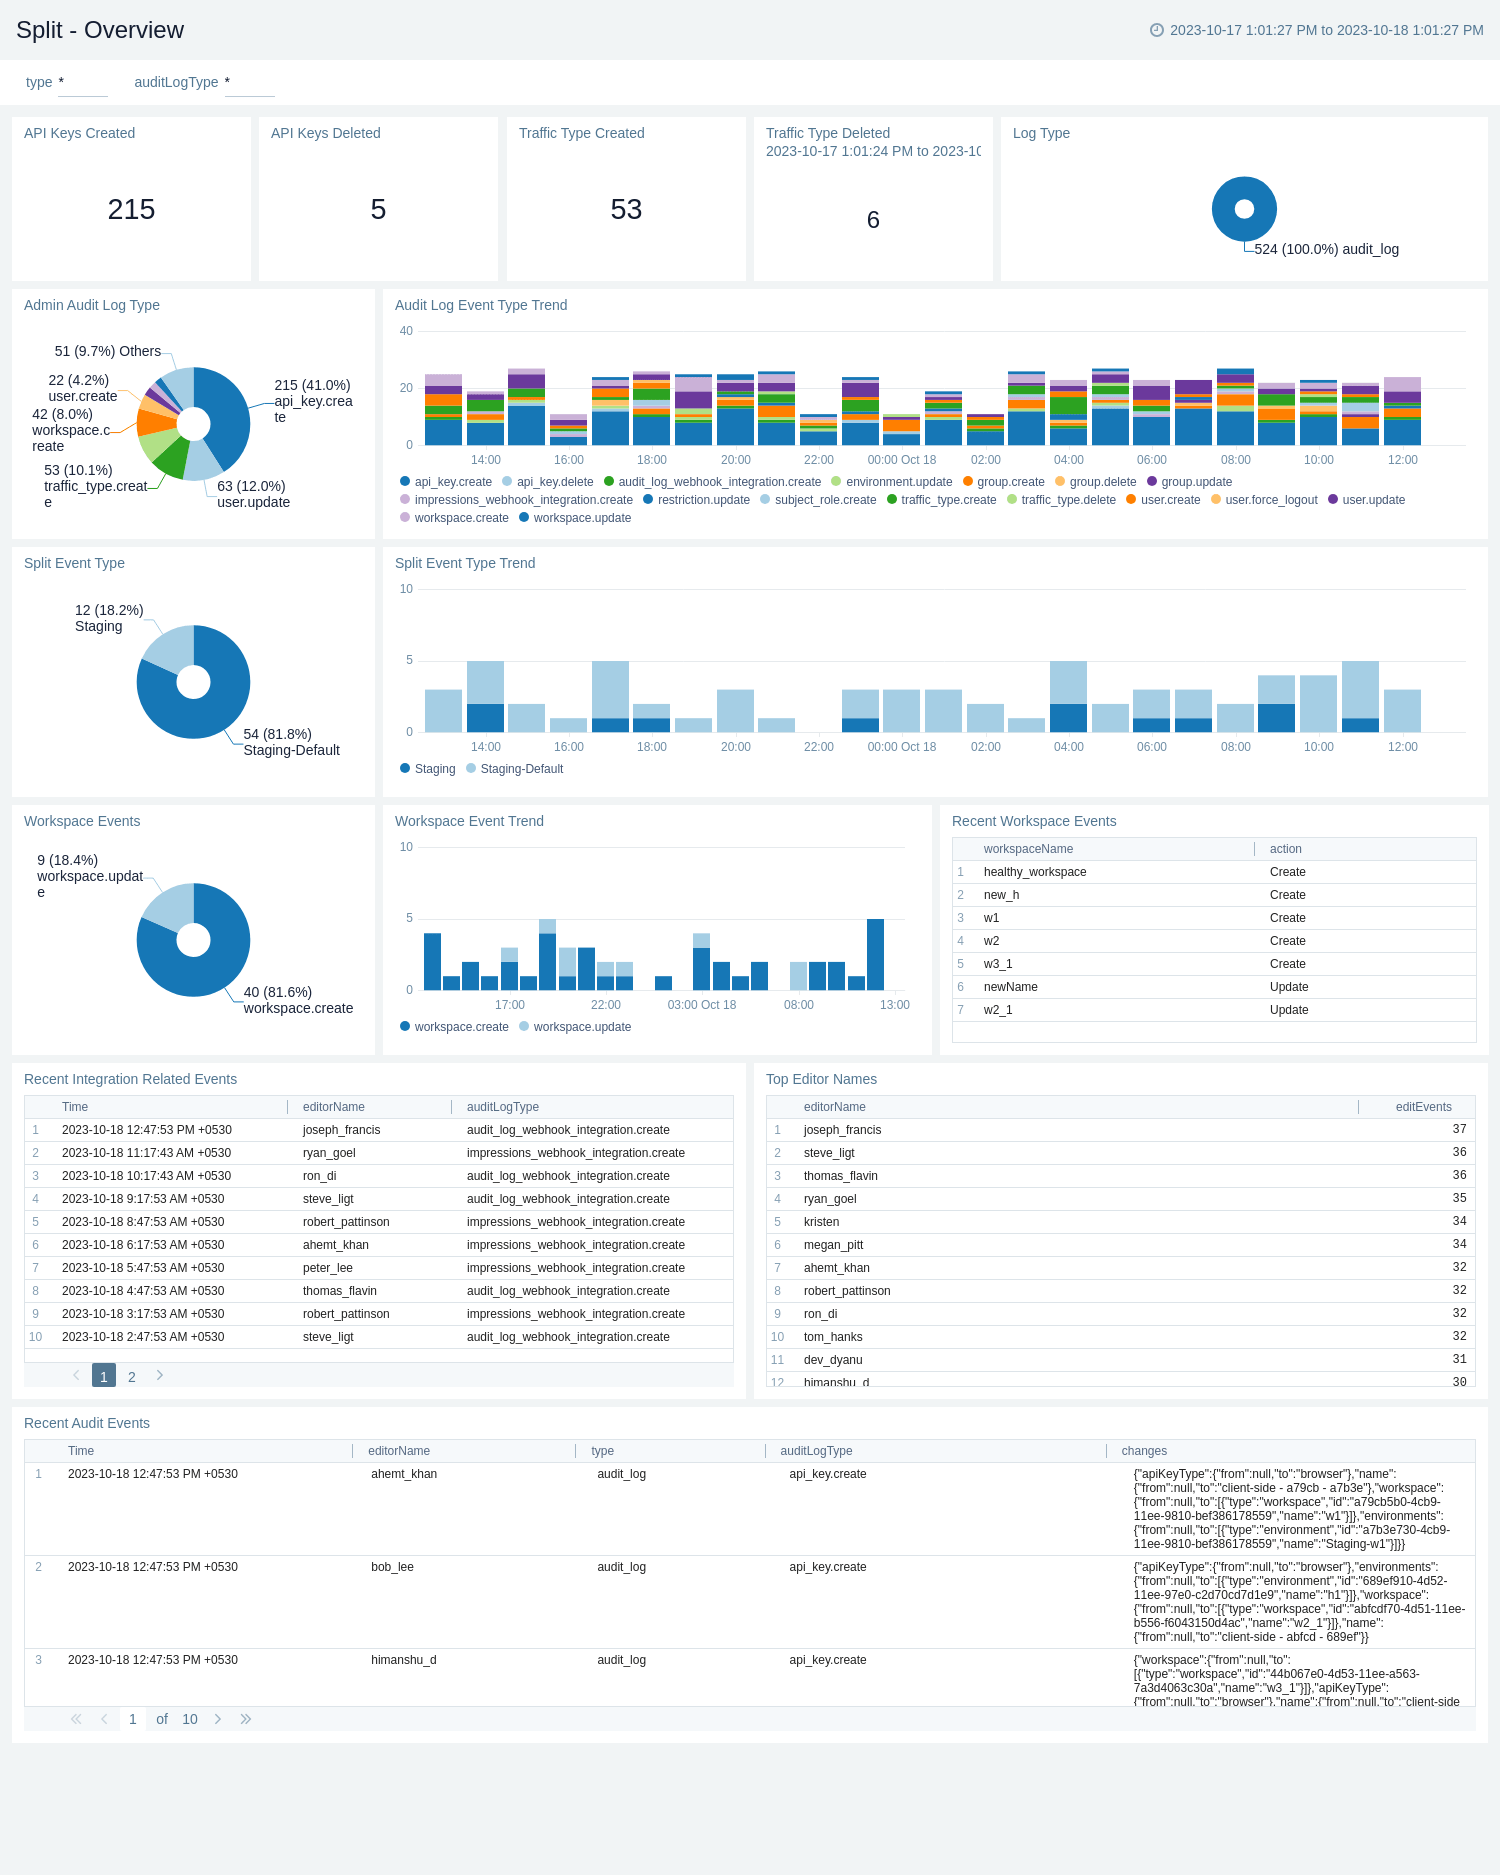 Split - Overview
2023-10-17 1:01:27 PM to 2023-10-18 1:01:27 PM
type *
auditLogType *
API Keys Created
215
API Keys Deleted
5
Traffic Type Created
53
Traffic Type Deleted
2023-10-17 1:01:24 PM to 2023-10
6
Log Type
524 (100.0%) audit_log
Admin Audit Log Type
51 (9.7%) Others
22 (4.2%)
user.create
42 (8.0%)
workspace.c
reate
53 (10.1%)
traffic_type.creat
e
215 (41.0%)
api_key.crea
te
63 (12.0%)
user.update
Audit Log Event Type Trend
40
20
0
14:00 16:00 18:00 20:00 22:00 00:00 Oct 18 02:00 04:00 06:00 08:00 10:00 12:00
api_key.create api_key.delete audit_log_webhook_integration.create environment.update group.create group.delete group.update
impressions_webhook_integration.create restriction.update subject_role.create traffic_type.create traffic_type.delete user.create user.force_logout user.update
workspace.create workspace.update
Split Event Type
12 (18.2%)
Staging
54 (81.8%)
Staging-Default
Split Event Type Trend
10
5
0
14:00 16:00 18:00 20:00 22:00 00:00 Oct 18 02:00 04:00 06:00 08:00 10:00 12:00
Staging Staging-Default
Workspace Events
9 (18.4%)
workspace.updat
e
40 (81.6%)
workspace.create
Workspace Event Trend
10
5
0
17:00 22:00 03:00 Oct 18 08:00 13:00
workspace.create workspace.update
Recent Workspace Events
workspaceName action
1 healthy_workspace Create
2 new_h Create
3 w1 Create
4 w2 Create
5 w3_1 Create
6 newName Update
7 w2_1 Update
Recent Integration Related Events
Time editorName auditLogType
1 2023-10-18 12:47:53 PM +0530 joseph_francis audit_log_webhook_integration.create
2 2023-10-18 11:17:43 AM +0530 ryan_goel impressions_webhook_integration.create
3 2023-10-18 10:17:43 AM +0530 ron_di audit_log_webhook_integration.create
4 2023-10-18 9:17:53 AM +0530 steve_ligt audit_log_webhook_integration.create
5 2023-10-18 8:47:53 AM +0530 robert_pattinson impressions_webhook_integration.create
6 2023-10-18 6:17:53 AM +0530 ahemt_khan impressions_webhook_integration.create
7 2023-10-18 5:47:53 AM +0530 peter_lee impressions_webhook_integration.create
8 2023-10-18 4:47:53 AM +0530 thomas_flavin audit_log_webhook_integration.create
9 2023-10-18 3:17:53 AM +0530 robert_pattinson impressions_webhook_integration.create
10 2023-10-18 2:47:53 AM +0530 steve_ligt audit_log_webhook_integration.create
1 2
Top Editor Names
editorName editEvents
1 joseph_francis 37
2 steve_ligt 36
3 thomas_flavin 36
4 ryan_goel 35
5 kristen 34
6 megan_pitt 34
7 ahemt_khan 32
8 robert_pattinson 32
9 ron_di 32
10 tom_hanks 32
11 dev_dyanu 31
12 himanshu_d 30
Recent Audit Events
Time editorName type auditLogType changes
1 2023-10-18 12:47:53 PM +0530 ahemt_khan audit_log api_key.create {"apiKeyType":{"from":null,"to":"browser"},"name":
{"from":null,"to":"client-side - a79cb - a7b3e"},"workspace":
{"from":null,"to":[{"type":"workspace","id":"a79cb5b0-4cb9-
11ee-9810-bef386178559","name":"w1"}]},"environments":
{"from":null,"to":[{"type":"environment","id":"a7b3e730-4cb9-
11ee-9810-bef386178559","name":"Staging-w1"}]}}
2 2023-10-18 12:47:53 PM +0530 bob_lee audit_log api_key.create {"apiKeyType":{"from":null,"to":"browser"},"environments":
{"from":null,"to":[{"type":"environment","id":"689ef910-4d52-
11ee-97e0-c2d70cd7d1e9","name":"h1"}]},"workspace":
{"from":null,"to":[{"type":"workspace","id":"abfcdf70-4d51-11ee-
b556-f6043150d4ac","name":"w2_1"}]},"name":
{"from":null,"to":"client-side - abfcd - 689ef"}}
3 2023-10-18 12:47:53 PM +0530 himanshu_d audit_log api_key.create {"workspace":{"from":null,"to":
[{"type":"workspace","id":"44b067e0-4d53-11ee-a563-
7a3d4063c30a","name":"w3_1"}]},"apiKeyType":
{"from":null,"to":"browser"},"name":{"from":null,"to":"client-side
1 of 10